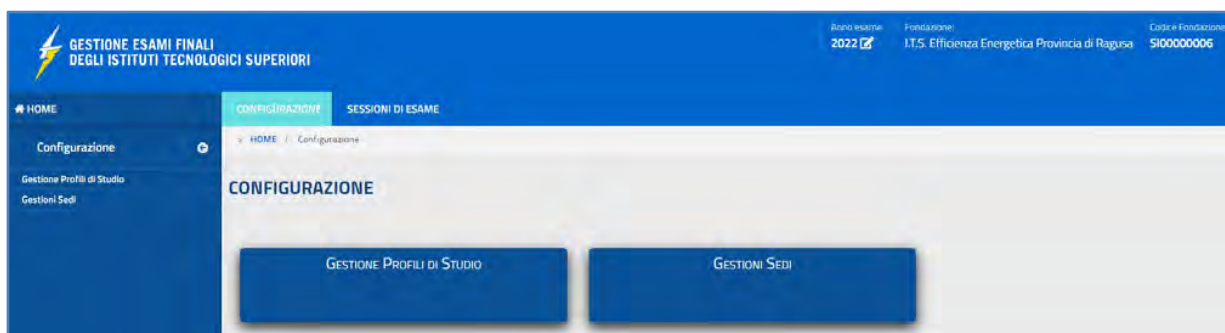 GESTIONE ESAMI FINALI
DEGLI ISTITUTI TECNOLOGICI SUPERIORI
Anno esame:
2022
Fondazione:
I.T.S. Efficienza Energetica Provincia di Ragusa
Codice Fondazione
SI00000006
HOME
CONFIGURAZIONE
SESSIONI DI ESAME
Configurazione
HOME / Configurazione
Gestione Profili di Studio
Gestioni Sedi
CONFIGURAZIONE
GESTIONE PROFILI DI STUDIO
GESTIONI SEDI